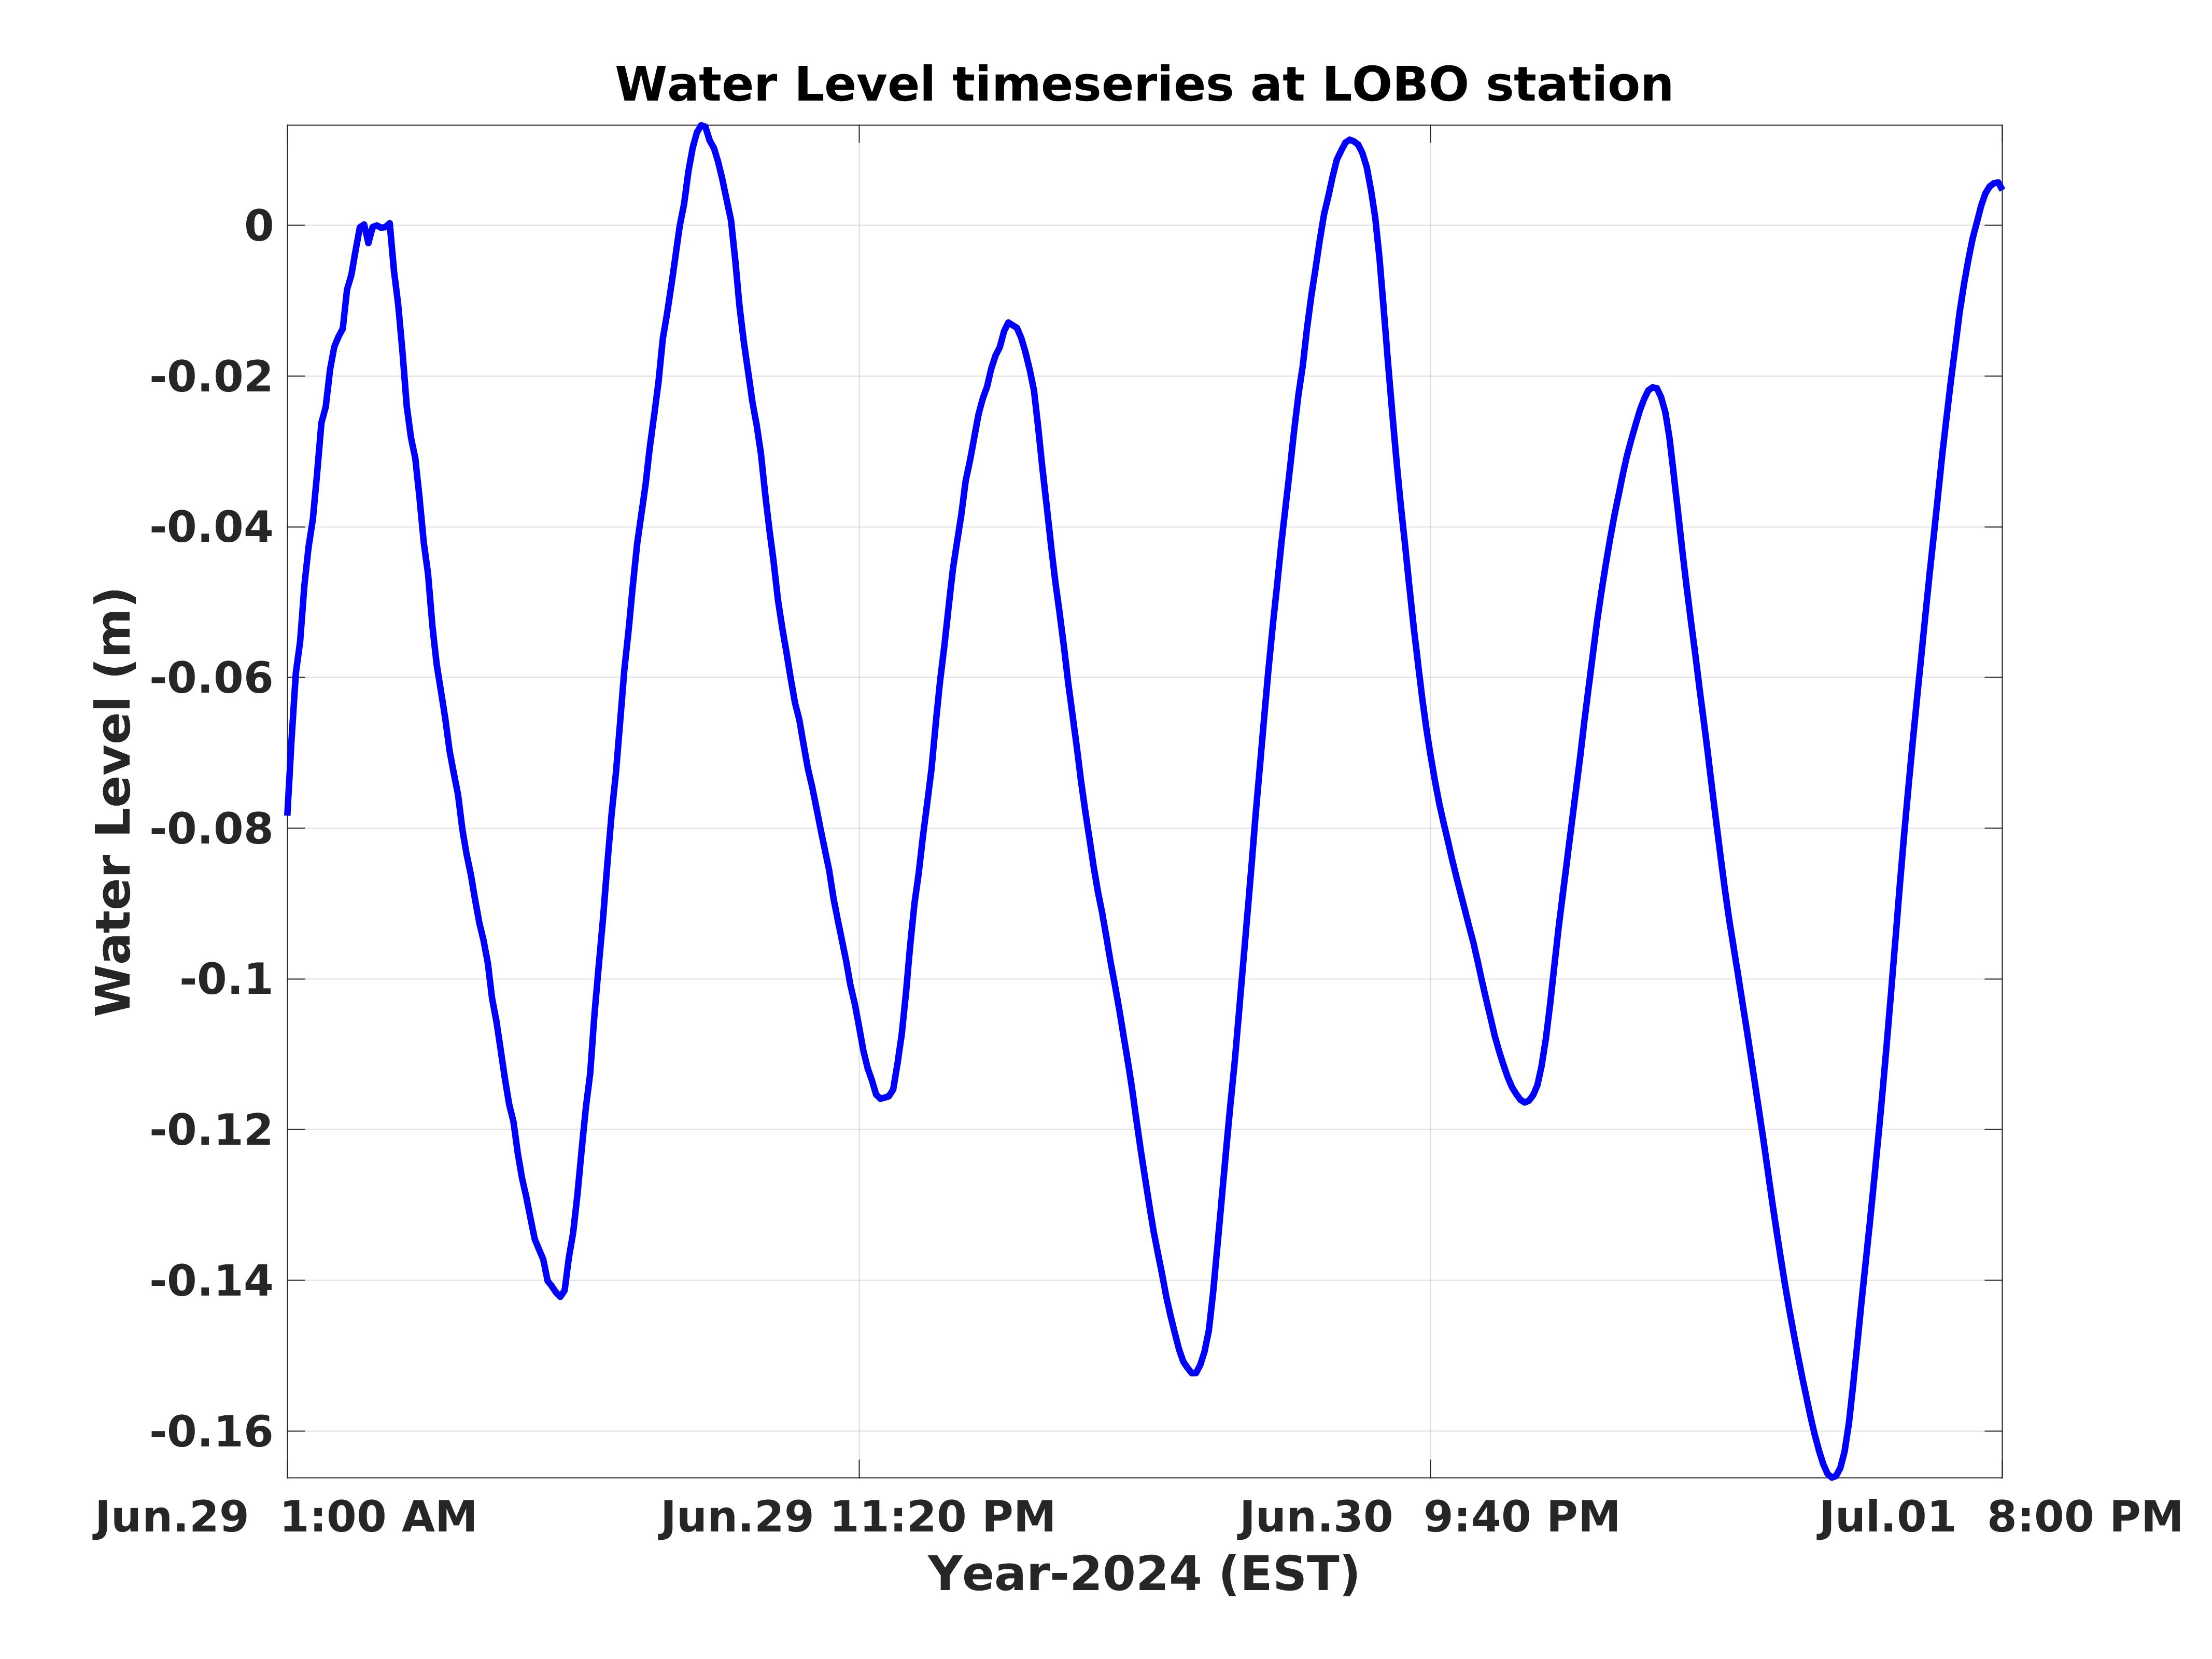 Water Level timeseries at LOBO station
Water Level (m)
0
-0.02
-0.04
-0.06
-0.08
-0.1
-0.12
-0.14
-0.16
Jun.29 1:00 AM
Jun.29 11:20 PM
Jun.30 9:40 PM
Jul.01 8:00 PM
Year-2024 (EST)